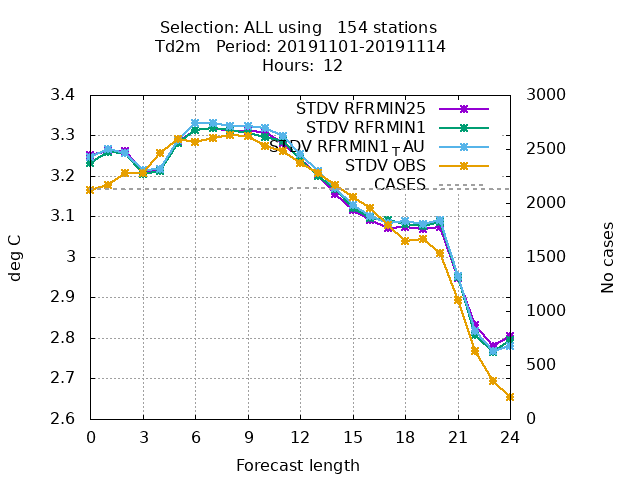 Selection: ALL using   154 stations
Td2m   Period: 20191101-20191114
Hours:  12
STDV RFRMIN25
STDV RFRMIN1
STDV RFRMIN1┬AU
STDV OBS
CASES
3.4
3.3
3.2
3.1
3
2.9
2.8
2.7
2.6
3000
2500
2000
1500
1000
500
0
deg C
No cases
0 3 6 9 12 15 18 21 24
Forecast length